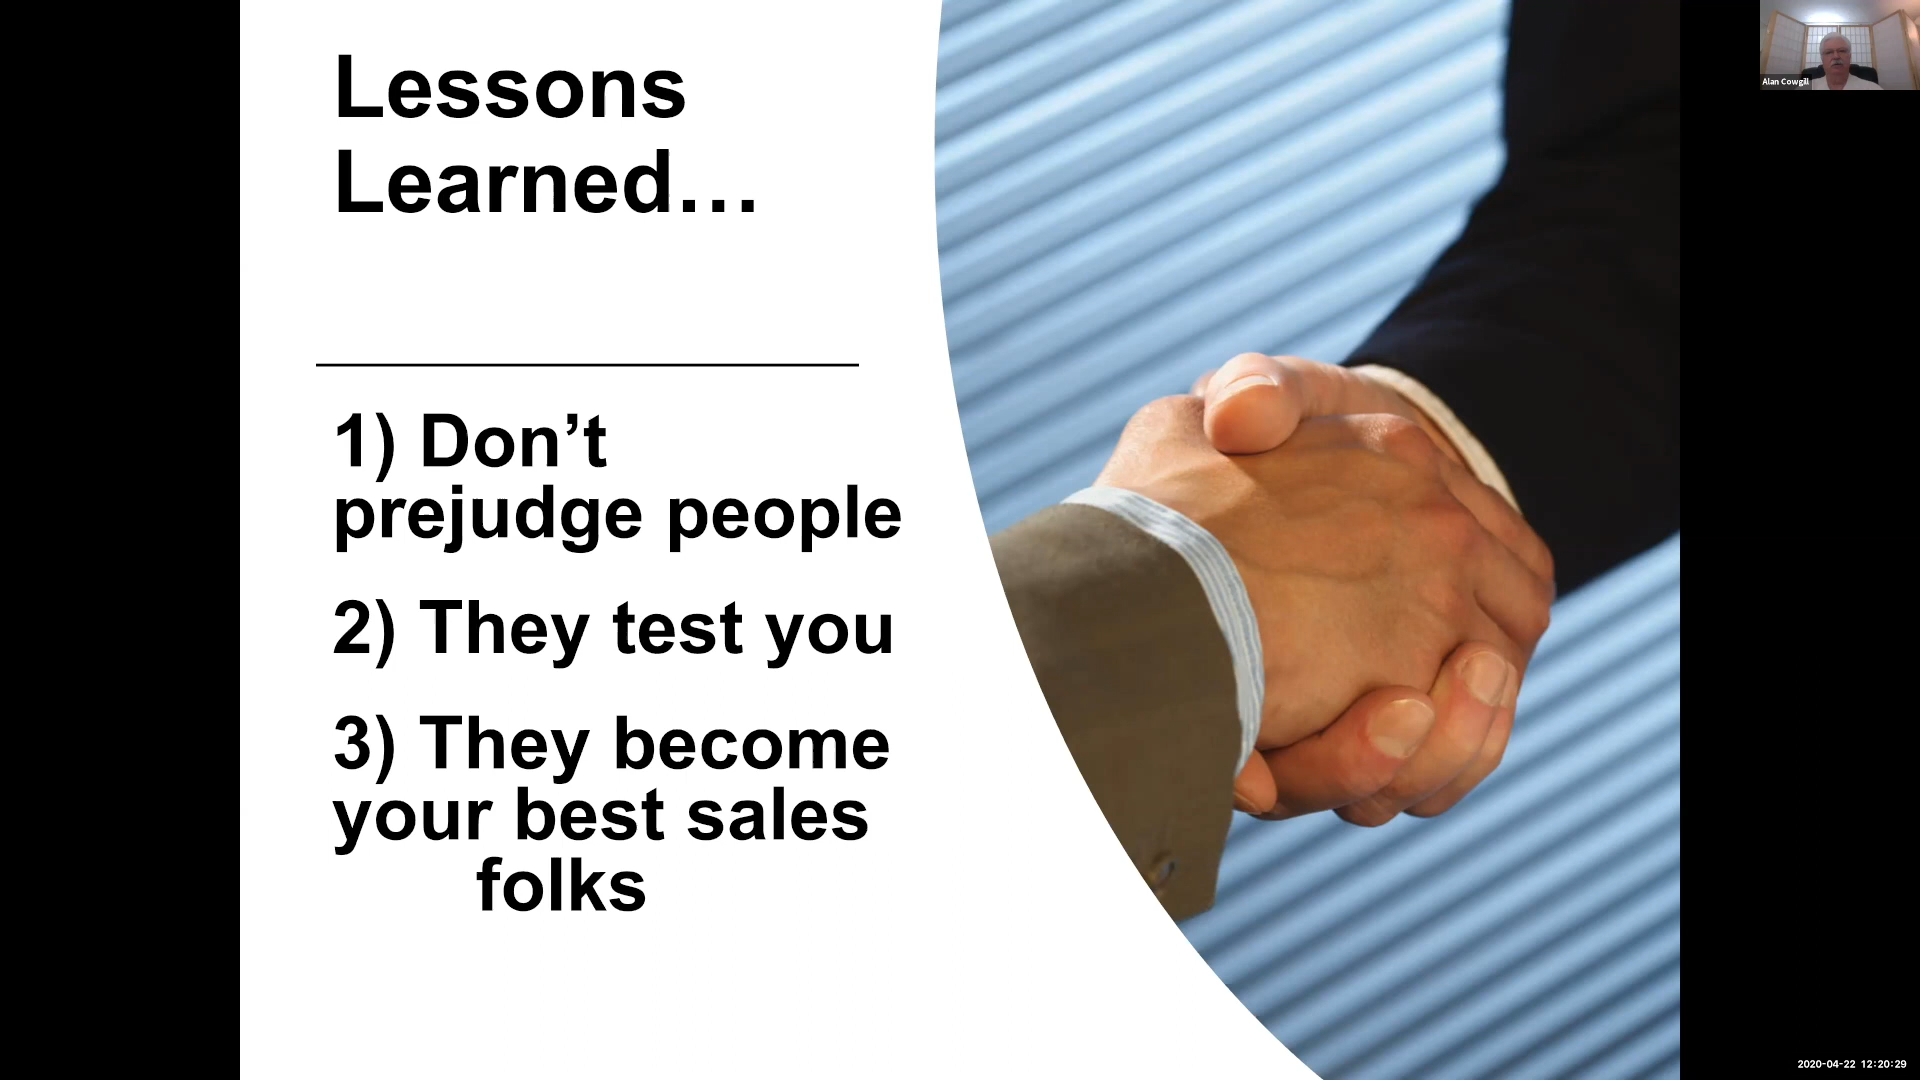 Lessons
Learned…
1) Don’t
prejudge people
2) They test you
3) They become
your best sales
folks
Alan Cowgill
2020-04-22 12:20:29